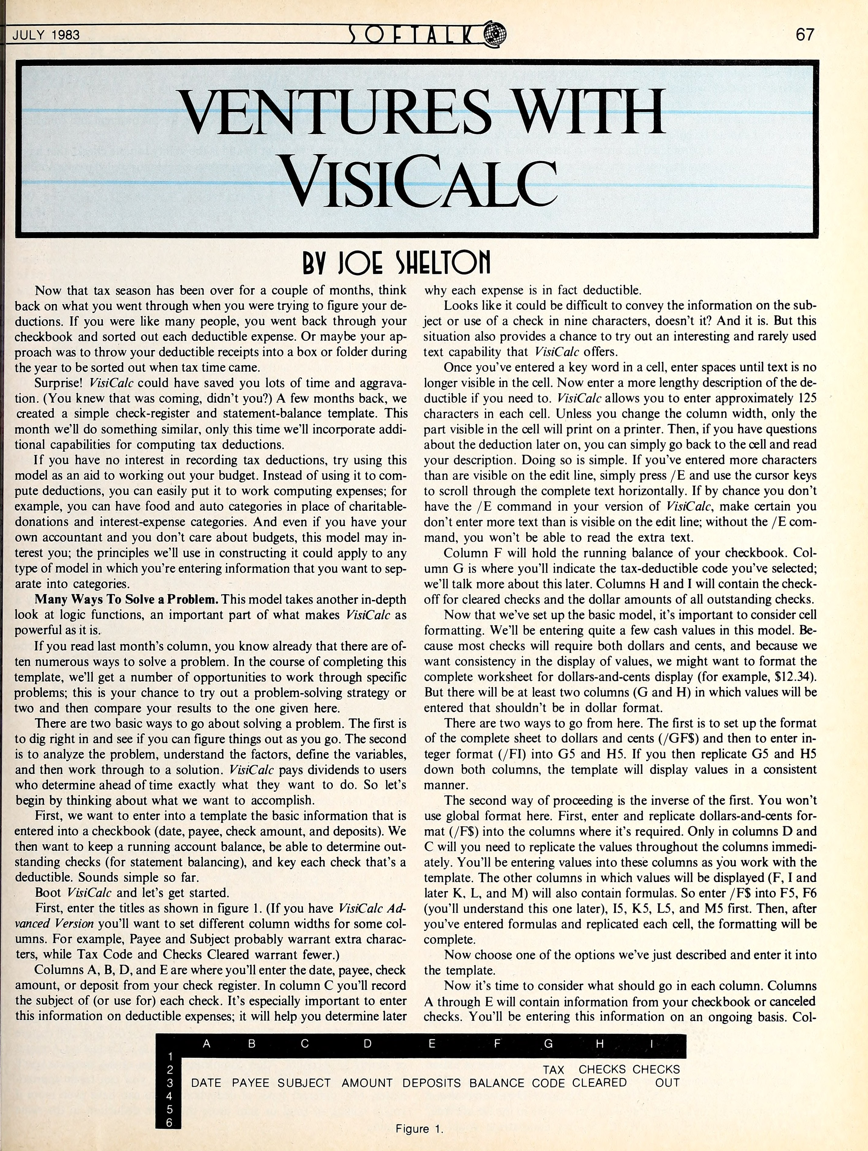 JULY 1983
SOFTALK
67
VENTURES WITH
VISICALC
BY JOE SHELTON
Now that tax season has been over for a couple of months, think
back on what you went through when you were trying to figure your de-
ductions. If you were like many people, you went back through your
checkbook and sorted out each deductible expense. Or maybe your ap-
proach was to throw your deductible receipts into a box or folder during
the year to be sorted out when tax time came.
Surprise! VisiCalc could have saved you lots of time and aggrava-
tion. (You knew that was coming, didn't you?) A few months back, we
created a simple check-register and statement-balance template. This
month we'll do something similar, only this time we'll incorporate addi-
tional capabilities for computing tax deductions.
If you have no interest in recording tax deductions, try using this
model as an aid to working out your budget. Instead of using it to com-
pute deductions, you can easily put it to work computing expenses; for
example, you can have food and auto categories in place of charitable-
donations and interest-expense categories. And even if you have your
own accountant and you don't care about budgets, this model may in-
terest you; the principles we'll use in constructing it could apply to any
type of model in which you're entering information that you want to sep-
arate into categories.
Many Ways To Solve a Problem. This model takes another in-depth
look at logic functions, an important part of what makes VisiCalc as
powerful as it is.
If you read last month's column, you know already that there are of-
ten numerous ways to solve a problem. In the course of completing this
template, we'll get a number of opportunities to work through specific
problems; this is your chance to try out a problem-solving strategy or
two and then compare your results to the one given here.
There are two basic ways to go about solving a problem. The first is
to dig right in and see if you can figure things out as you go. The second
is to analyze the problem, understand the factors, define the variables,
and then work through to a solution. VisiCalc pays dividends to users
who determine ahead of time exactly what they want to do. So let's
begin by thinking about what we want to accomplish.
First, we want to enter into a template the basic information that is
entered into a checkbook (date, payee, check amount, and deposits). We
then want to keep a running account balance, be able to determine out-
standing checks (for statement balancing), and key each check that's a
deductible. Sounds simple so far.
Boot VisiCalc and let's get started.
First, enter the titles as shown in figure 1. (If you have VisiCalc Ad-
vanced Version you'll want to set different column widths for some col-
umns. For example, Payee and Subject probably warrant extra charac-
ters, while Tax Code and Checks Cleared warrant fewer.)
Columns A, B, D, and E are where you'll enter the date, payee, check
amount, or deposit from your check register. In column C you'll record
the subject of (or use for) each check. It's especially important to enter
this information on deductible expenses; it will help you determine later
why each expense is in fact deductible.
Looks like it could be difficult to convey the information on the sub-
ject or use of a check in nine characters, doesn't it? And it is. But this
situation also provides a chance to try out an interesting and rarely used
text capability that VisiCalc offers.
Once you've entered a key word in a cell, enter spaces until text is no
longer visible in the cell. Now enter a more lengthy description of the de-
ductible if you need to. VisiCalc allows you to enter approximately 125
characters in each cell. Unless you change the column width, only the
part visible in the cell will print on a printer. Then, if you have questions
about the deduction later on, you can simply go back to the cell and read
your description. Doing so is simple. If you've entered more characters
than are visible on the edit line, simply press /E and use the cursor keys
to scroll through the complete text horizontally. If by chance you don't
have the /E command in your version of VisiCalc, make certain you
don't enter more text than is visible on the edit line; without the /E com-
mand, you won't be able to read the extra text.
Column F will hold the running balance of your checkbook. Col-
umn G is where you'll indicate the tax-deductible code you've selected;
we'll talk more about this later. Columns H and I will contain the check-
off for cleared checks and the dollar amounts of all outstanding checks.
Now that we've set up the basic model, it's important to consider cell
formatting. We'll be entering quite a few cash values in this model. Be-
cause most checks will require both dollars and cents, and because we
want consistency in the display of values, we might want to format the
complete worksheet for dollars-and-cents display (for example, $12.34).
But there will be at least two columns (G and H) in which values will be
entered that shouldn't be in dollar format.
There are two ways to go from here. The first is to set up the format
of the complete sheet to dollars and cents (/GF$) and then to enter in-
teger format (/FI) into G5 and H5. If you then replicate G5 and H5
down both columns, the template will display values in a consistent
manner.
The second way of proceeding is the inverse of the first. You won't
use global format here. First, enter and replicate dollars-and-cents for-
mat (/F$) into the columns where it's required. Only in columns D and
C will you need to replicate the values throughout the columns immedi-
ately. You'll be entering values into these columns as you work with the
template. The other columns in which values will be displayed (F, I and
later K, L, and M) will also contain formulas. So enter /F$ into F5, F6
(you'll understand this one later), I5, K5, L5, and M5 first. Then, after
you've entered formulas and replicated each cell, the formatting will be
complete.
Now choose one of the options we've just described and enter it into
the template.
Now it's time to consider what should go in each column. Columns
A through E will contain information from your checkbook or canceled
checks. You'll be entering this information on an ongoing basis. Col-
A B C D E F G H I
1
2 TAX CHECKS CHECKS
3 DATE PAYEE SUBJECT AMOUNT DEPOSITS BALANCE CODE CLEARED OUT
4
5
6
Figure 1.